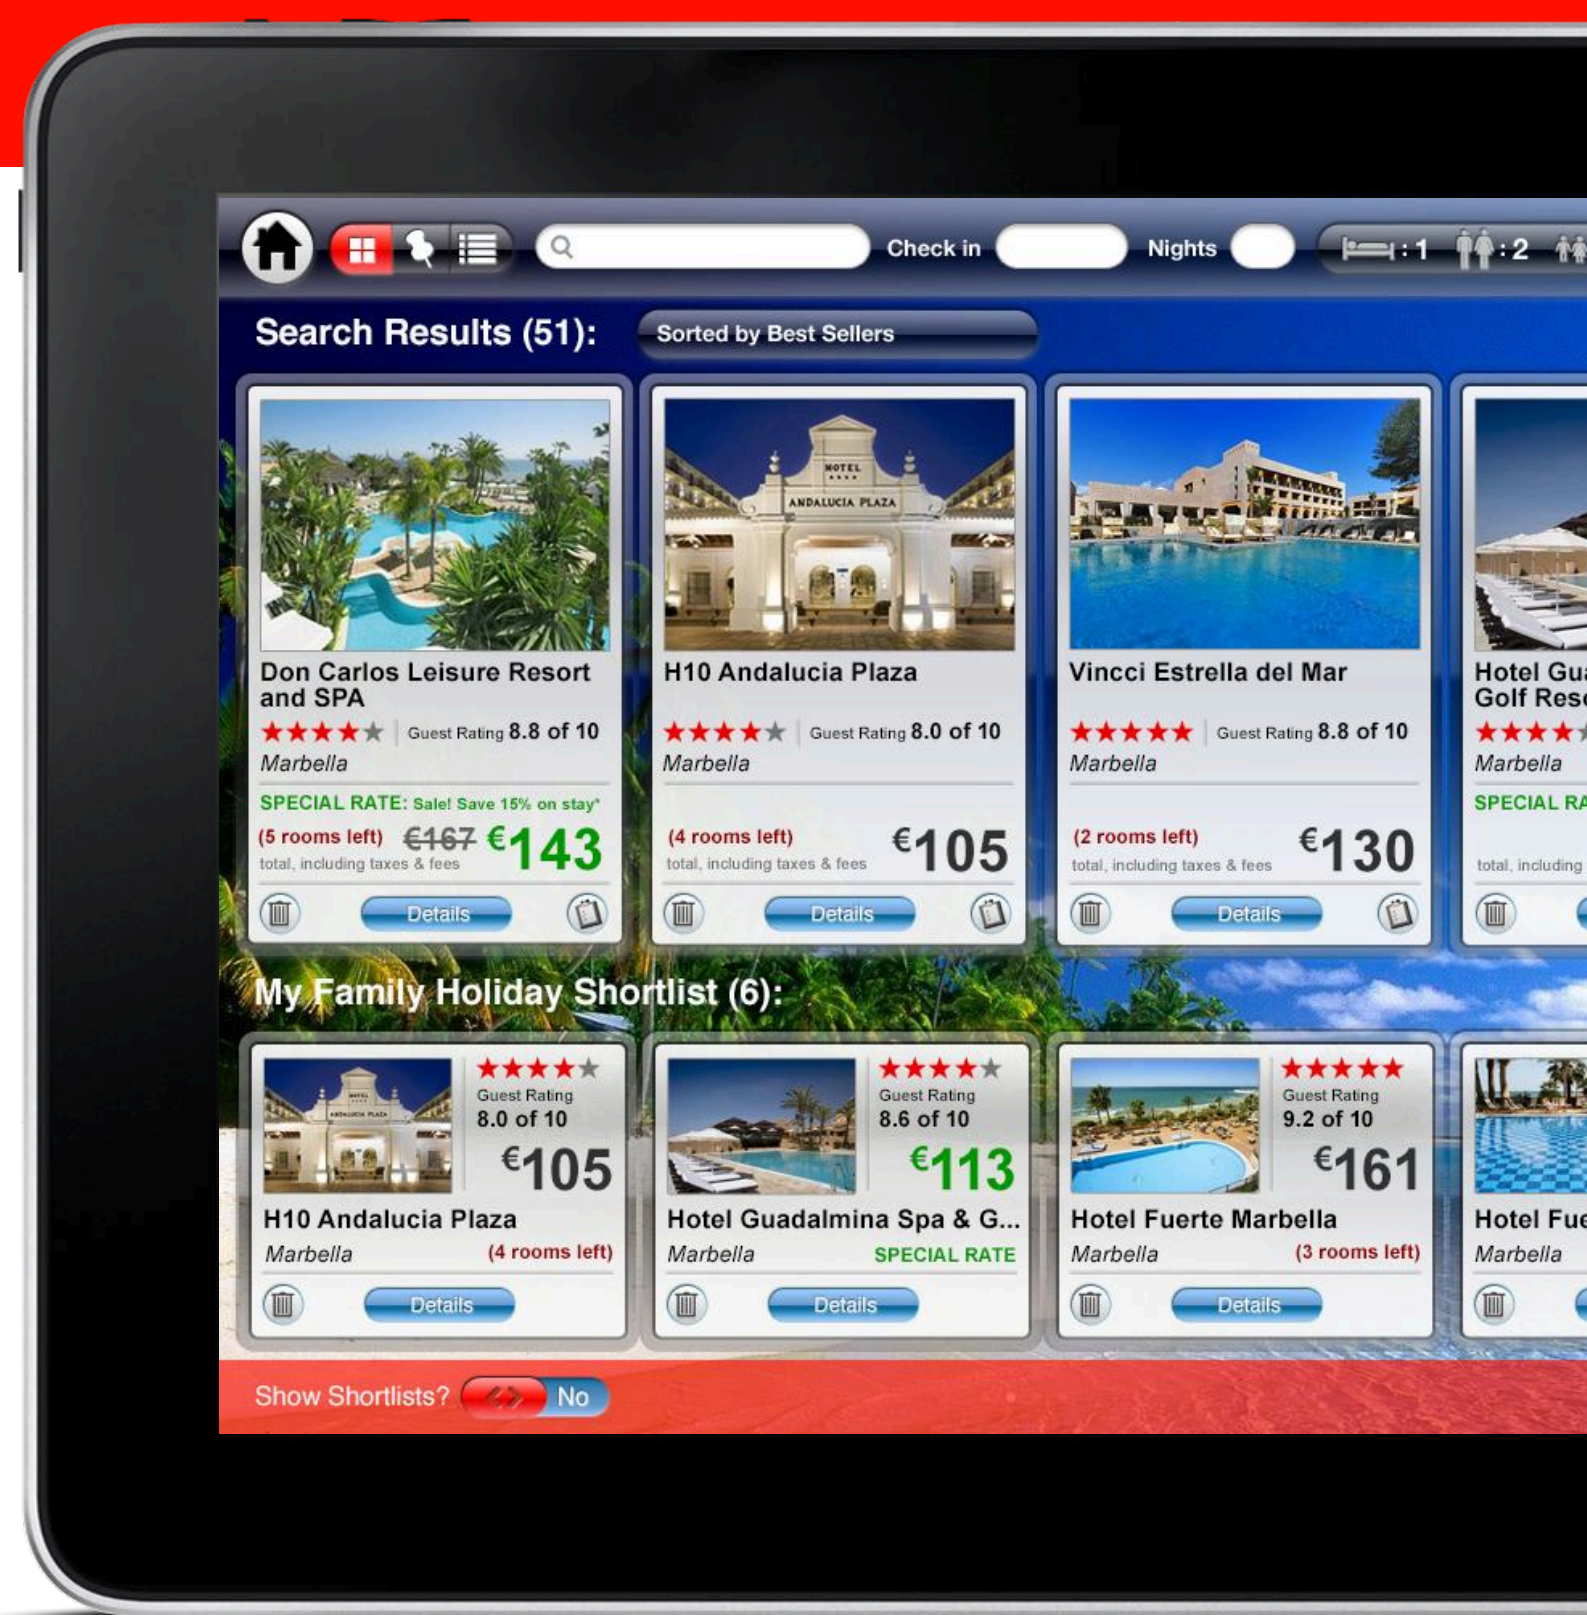 Check in
Nights
: 1
: 2
Search Results (51):
Sorted by Best Sellers
HOTEL
ANDALUCIA PLAZA
Don Carlos Leisure Resort
and SPA
Guest Rating 8.8 of 10
Marbella
SPECIAL RATE: Sale! Save 15% on stay*
(5 rooms left) €167 €143
total, including taxes & fees
Details
H10 Andalucia Plaza
Guest Rating 8.0 of 10
Marbella
(4 rooms left) €105
total, including taxes & fees
Details
Vincci Estrella del Mar
Guest Rating 8.8 of 10
Marbella
(2 rooms left) €130
total, including taxes & fees
Details
Hotel
Golf
Marbella
SPECIAL
total, including
My Family Holiday Shortlist (6):
HOTEL
ANDALUCIA PLAZA
Guest Rating
8.0 of 10
€105
H10 Andalucia Plaza
Marbella (4 rooms left)
Details
Guest Rating
8.6 of 10
€113
Hotel Guadalmina Spa & G...
Marbella SPECIAL RATE
Details
Guest Rating
9.2 of 10
€161
Hotel Fuerte Marbella
Marbella (3 rooms left)
Details
Hotel
Marbella
Show Shortlists? No